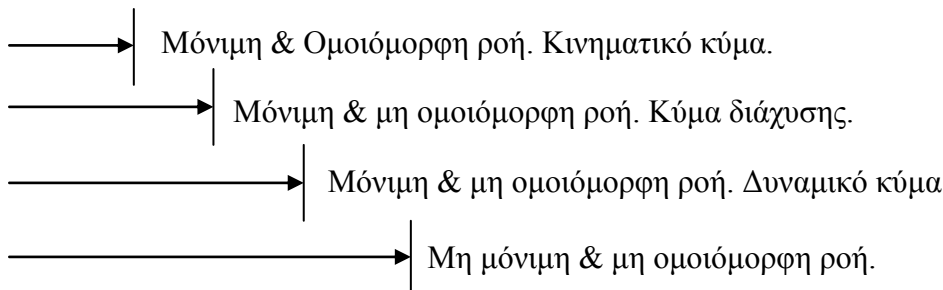 Μόνιμη & Ομοιόμορφη ροή. Κινηματικό κύμα.
Μόνιμη & μη ομοιόμορφη ροή. Κύμα διάχυσης.
Μόνιμη & μη ομοιόμορφη ροή. Δυναμικό κύμα
Μη μόνιμη & μη ομοιόμορφη ροή.